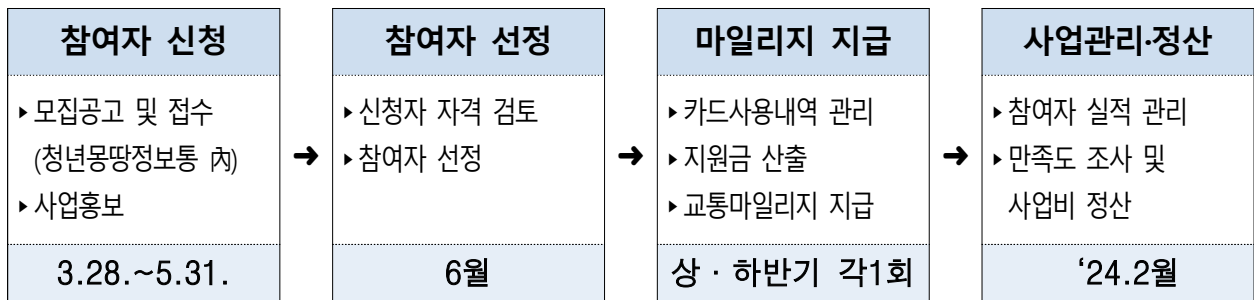 참여자 신청
▸모집공고 및 접수
(청년몽땅정보통 內)
▸사업홍보
3.28.~5.31.
➜
참여자 선정
▸신청자 자격 검토
▸참여자 선정
6월
➜
마일리지 지급
▸카드사용내역 관리
▸지원금 산출
▸교통마일리지 지급
상ㆍ하반기 각1회
➜
사업관리·정산
▸참여자 실적 관리
▸만족도 조사 및
사업비 정산
‘24.2월